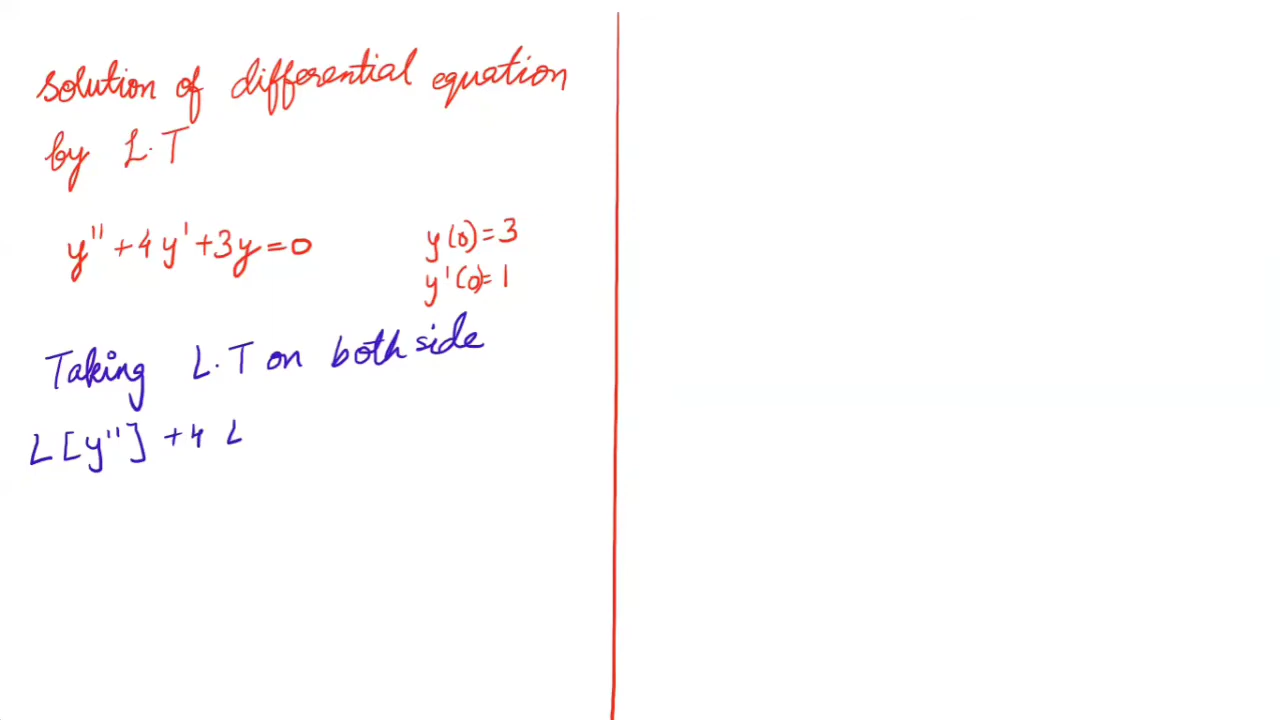 solution of differential equation
by L.T
y'' + 4y' + 3y = 0
y(0) = 3
y'(0) = 1
Taking L.T on both side
L[y''] + 4 L